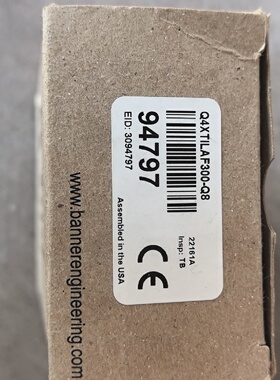 Q4XTILAF300-Q8
94797
EID: 3094797
22161A
Insp: TB
Assembled in the USA
CE
www.bannerengineering.com